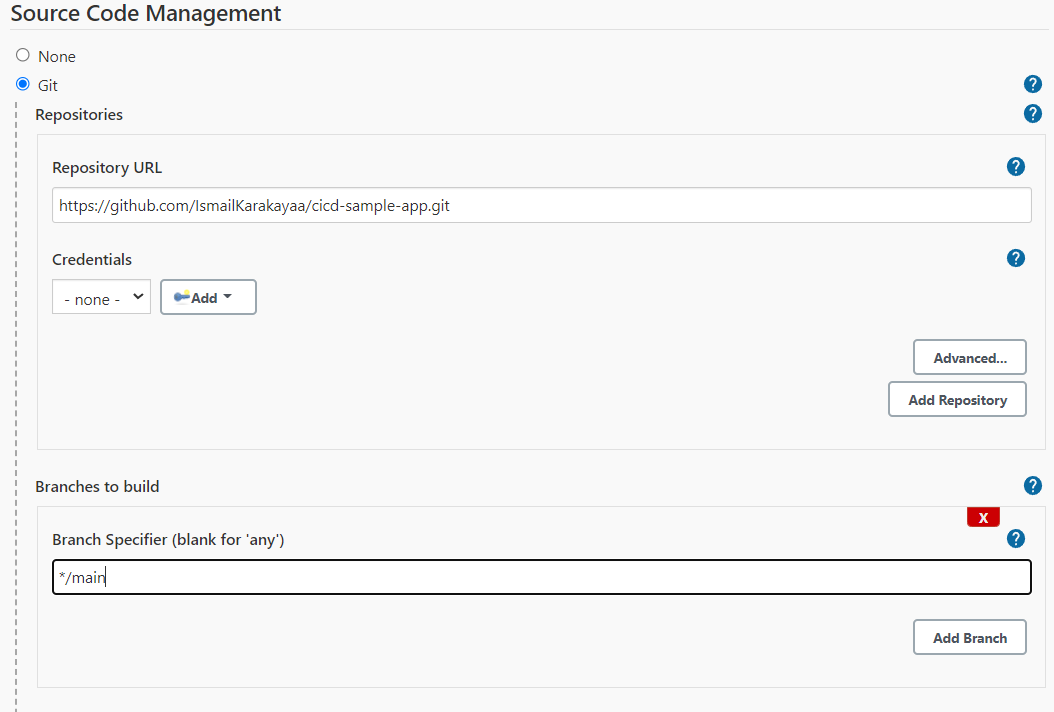 Source Code Management
None
Git
?
Repositories
?
Repository URL
?
https://github.com/IsmailKarakayaa/cicd-sample-app.git
Credentials
?
- none -
Add
Advanced...
Add Repository
Branches to build
?
X
Branch Specifier (blank for 'any')
?
*/main
Add Branch